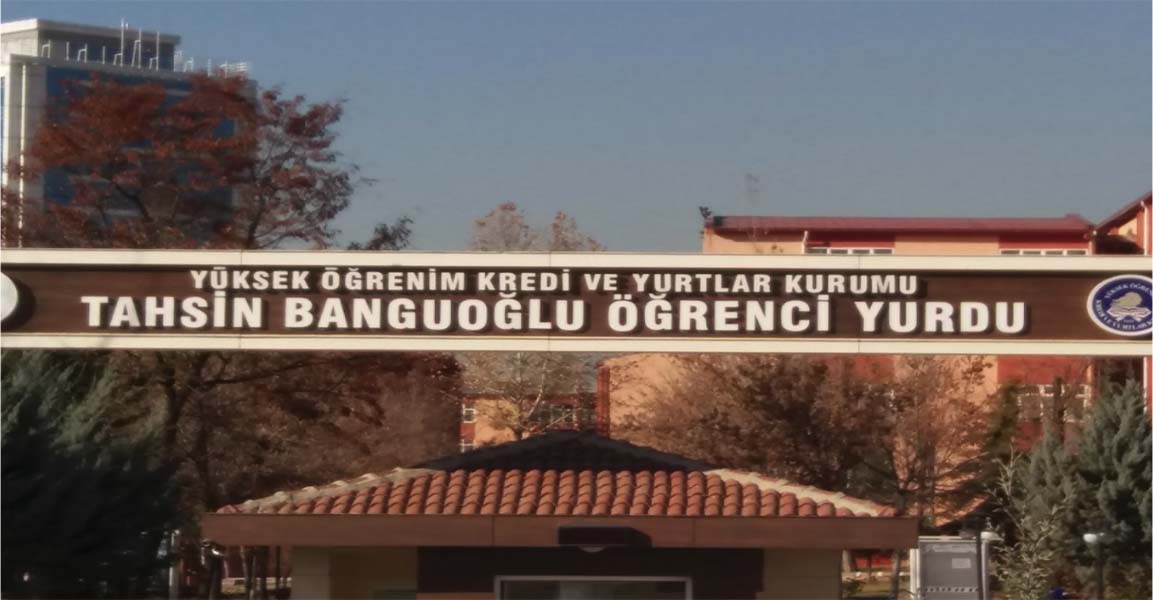 YÜKSEK ÖĞRENİM KREDİ VE YURTLAR KURUMU
TAHSİN BANGUOĞLU ÖĞRENCİ YURDU